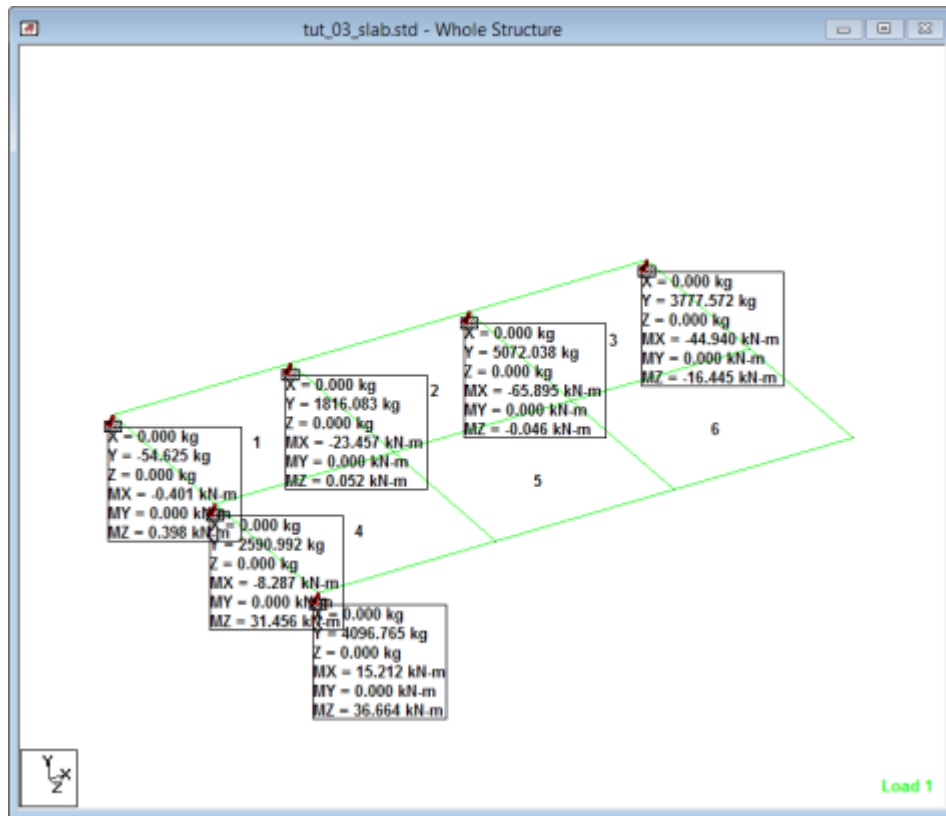 tut_03_slab.std - Whole Structure
X = 0.000 kg
Y = 3777.572 kg
Z = 0.000 kg
MX = -44.940 kN-m
MY = 0.000 kN-m
MZ = -16.445 kN-m
3
X = 0.000 kg
Y = 5072.038 kg
Z = 0.000 kg
MX = -65.895 kN-m
MY = 0.000 kN-m
MZ = -0.046 kN-m
2
X = 0.000 kg
Y = 1816.083 kg
Z = 0.000 kg
MX = -23.457 kN-m
MY = 0.000 kN-m
MZ = 0.052 kN-m
1
X = 0.000 kg
Y = -54.625 kg
Z = 0.000 kg
MX = -0.401 kN-m
MY = 0.000 kN-m
MZ = 0.398 kN-m
6
5
4
X = 0.000 kg
Y = 2590.992 kg
Z = 0.000 kg
MX = -8.287 kN-m
MY = 0.000 kN-m
MZ = 31.456 kN-m
X = 0.000 kg
Y = 4096.765 kg
Z = 0.000 kg
MX = 15.212 kN-m
MY = 0.000 kN-m
MZ = 36.664 kN-m
Y
X
Z
Load 1